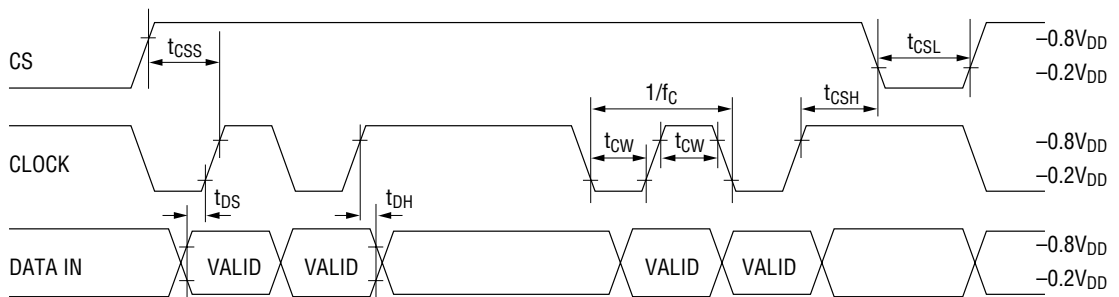 CS
tCSS
tCSL
–0.8VDD
–0.2VDD
1/fC
tCSH
CLOCK
tCW
tCW
–0.8VDD
–0.2VDD
tDS
tDH
DATA IN
VALID
VALID
VALID
VALID
–0.8VDD
–0.2VDD